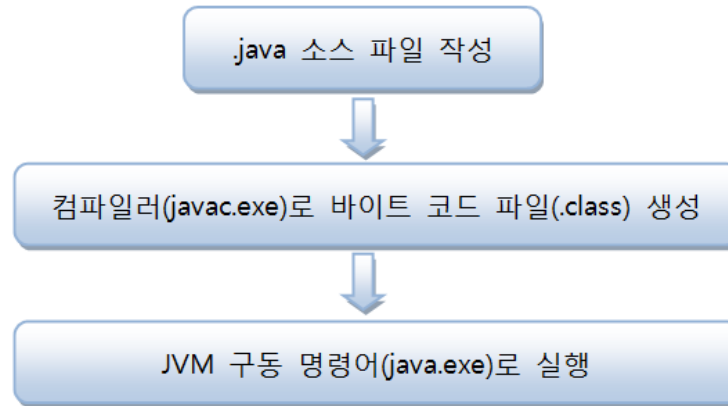 .java 소스 파일 작성
컴파일러(javac.exe)로 바이트 코드 파일(.class) 생성
JVM 구동 명령어(java.exe)로 실행